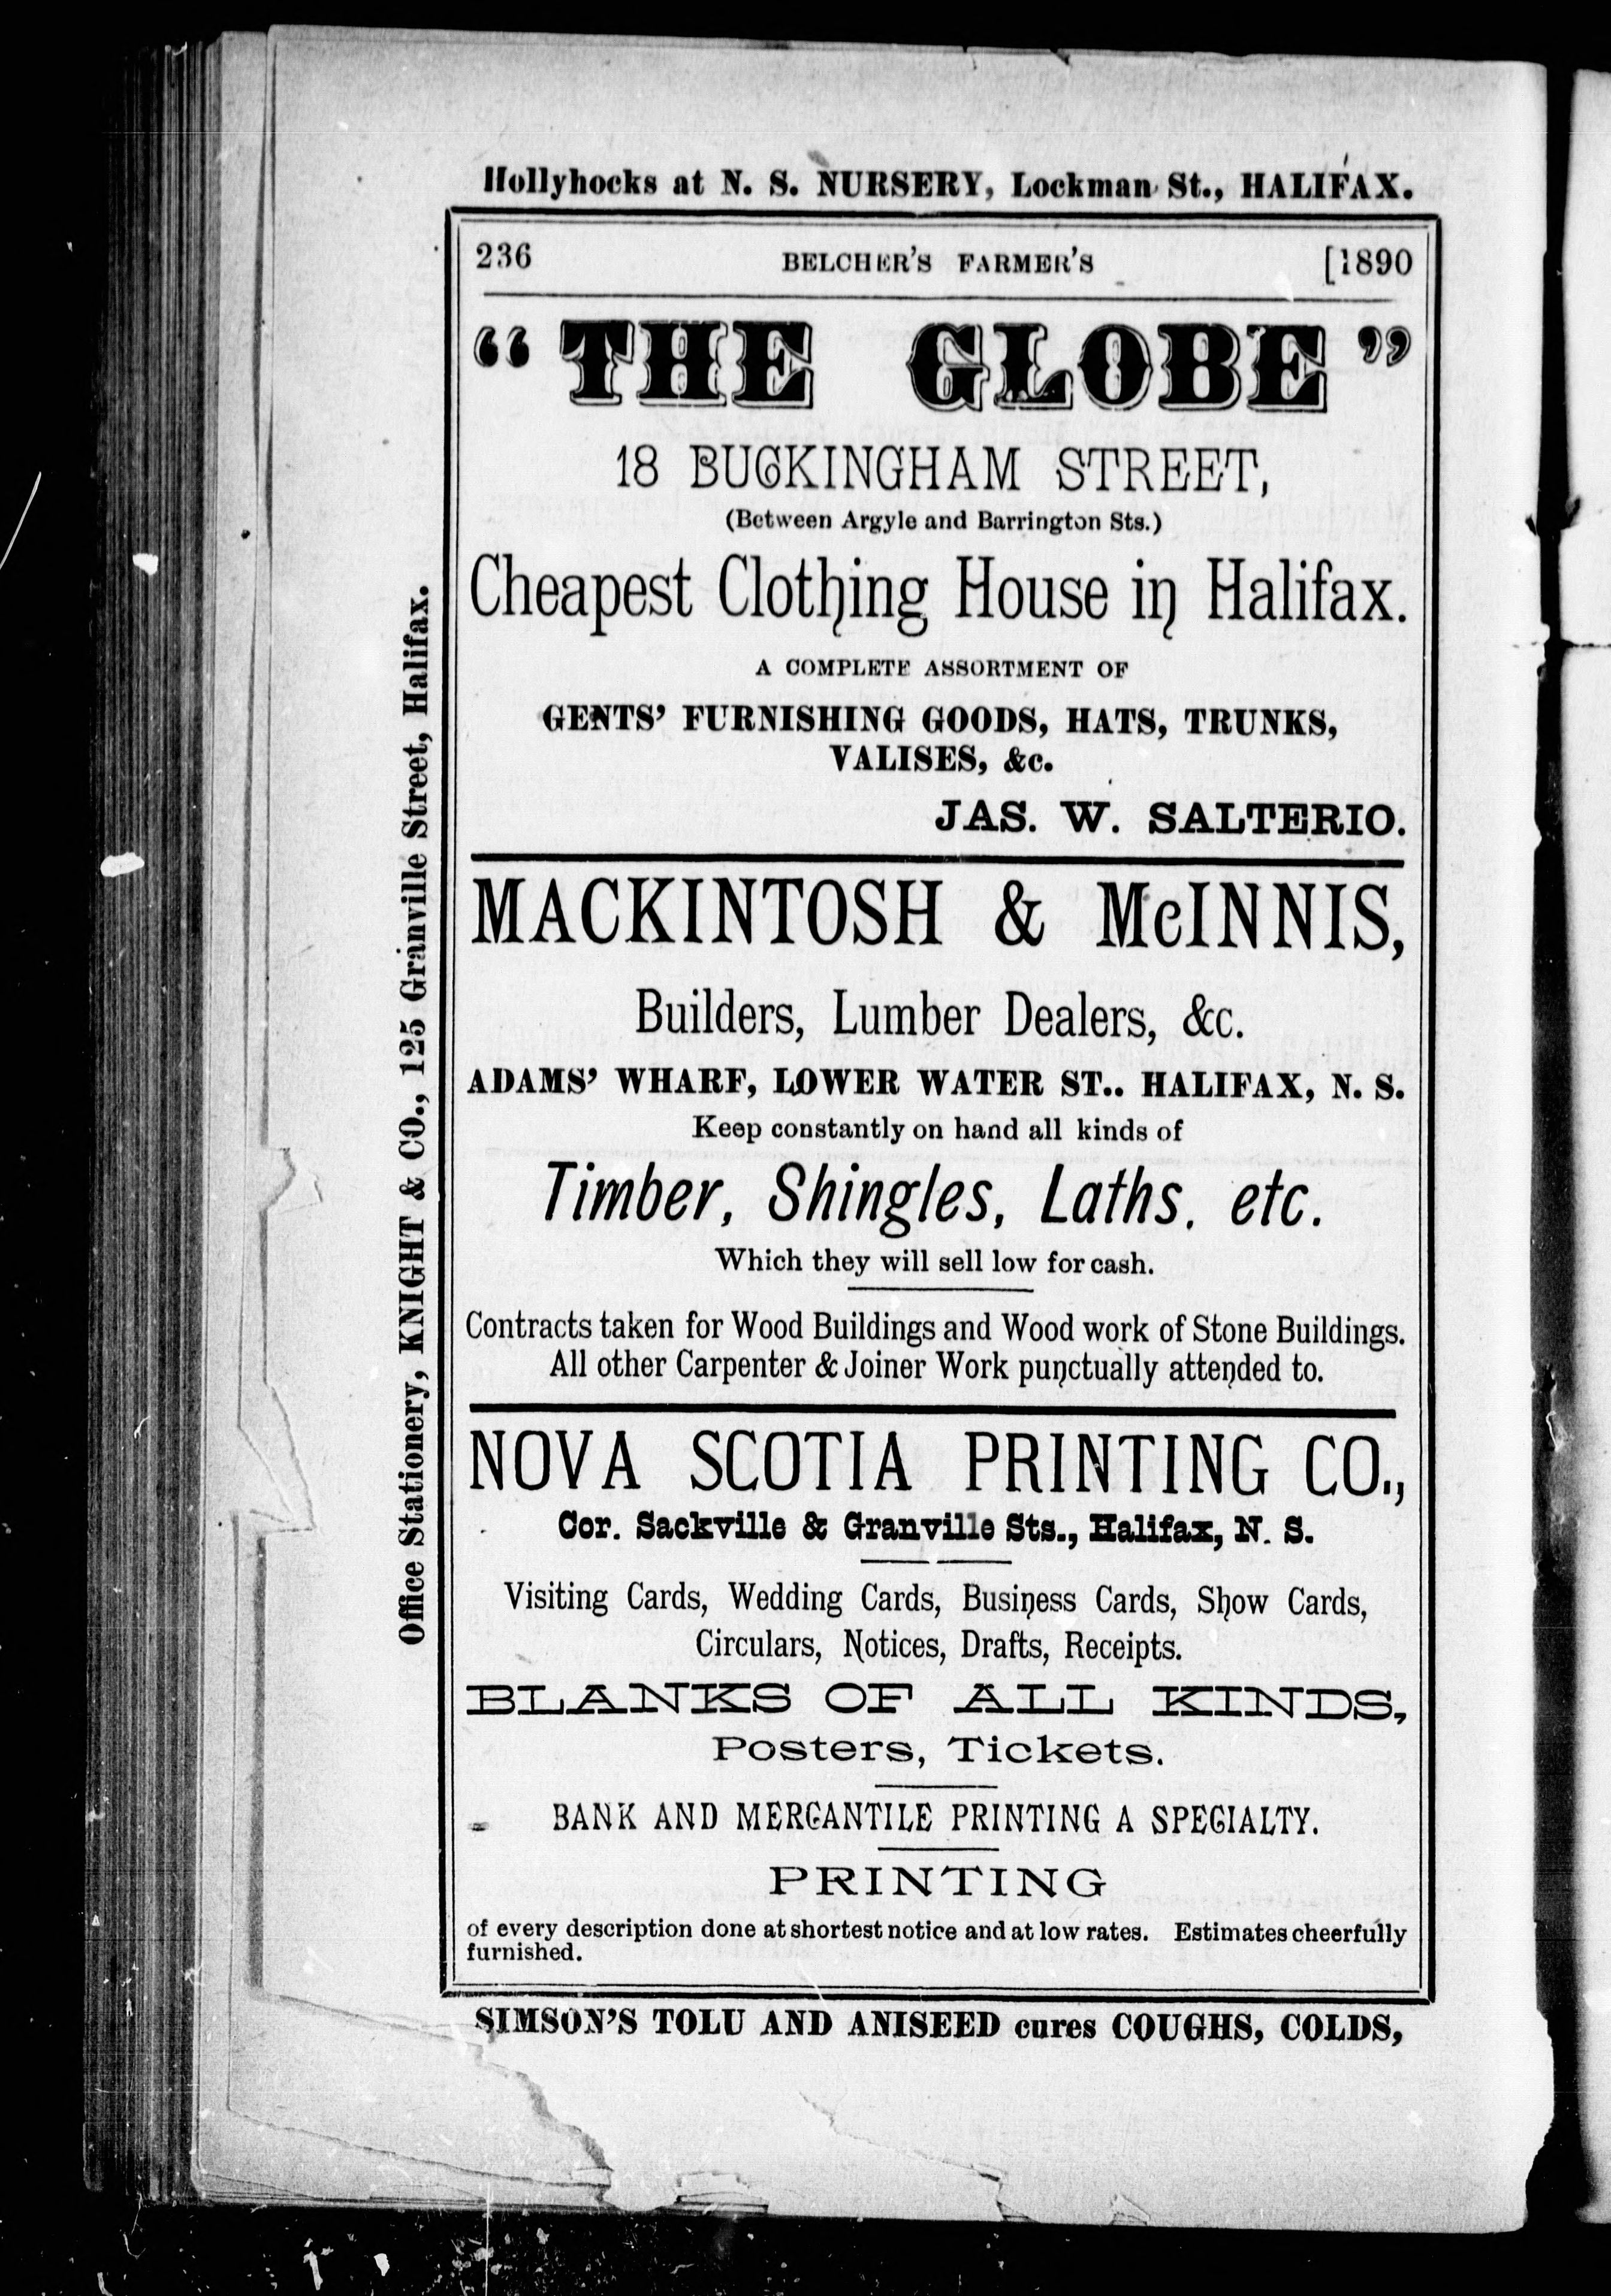 Hollyhocks at N. S. NURSERY, Lockman St., HALIFAX.
236 BELCHER'S FARMER'S [1890
"THE GLOBE"
18 BUCKINGHAM STREET,
(Between Argyle and Barrington Sts.)
Cheapest Clothing House in Halifax.
A COMPLETE ASSORTMENT OF
GENTS' FURNISHING GOODS, HATS, TRUNKS,
VALISES, &c.
JAS. W. SALTERIO.
MACKINTOSH & McINNIS,
Builders, Lumber Dealers, &c.
ADAMS' WHARF, LOWER WATER ST.. HALIFAX, N. S.
Keep constantly on hand all kinds of
Timber, Shingles, Laths, etc.
Which they will sell low for cash.
Contracts taken for Wood Buildings and Wood work of Stone Buildings.
All other Carpenter & Joiner Work punctually attended to.
NOVA SCOTIA PRINTING CO.,
Cor. Sackville & Granville Sts., Halifax, N. S.
Visiting Cards, Wedding Cards, Business Cards, Show Cards,
Circulars, Notices, Drafts, Receipts.
BLANKS OF ALL KINDS,
Posters, Tickets.
BANK AND MERCANTILE PRINTING A SPECIALTY.
PRINTING
of every description done at shortest notice and at low rates. Estimates cheerfully
furnished.
SIMSON'S TOLU AND ANISEED cures COUGHS, COLDS,
Office Stationery, KNIGHT & CO., 125 Granville Street, Halifax.